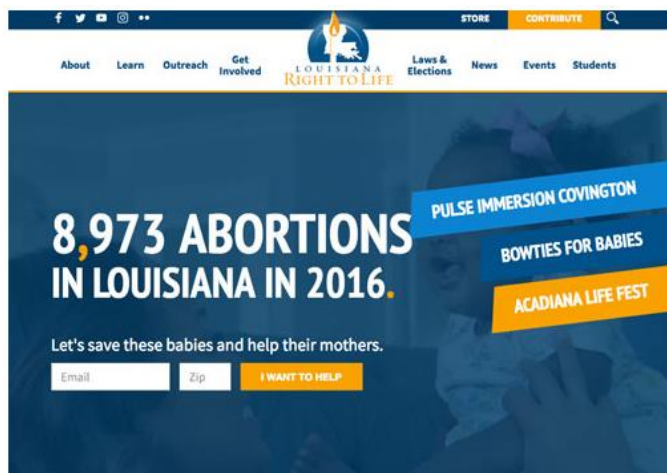 STORE
CONTRIBUTE
About
Learn
Outreach
Get
Involved
LOUISIANA
RIGHT TO LIFE
Laws &
Elections
News
Events
Students
PULSE IMMERSION COVINGTON
BOWTIES FOR BABIES
ACADIANA LIFE FEST
8,973 ABORTIONS
IN LOUISIANA IN 2016.
Let's save these babies and help their mothers.
Email
Zip
I WANT TO HELP